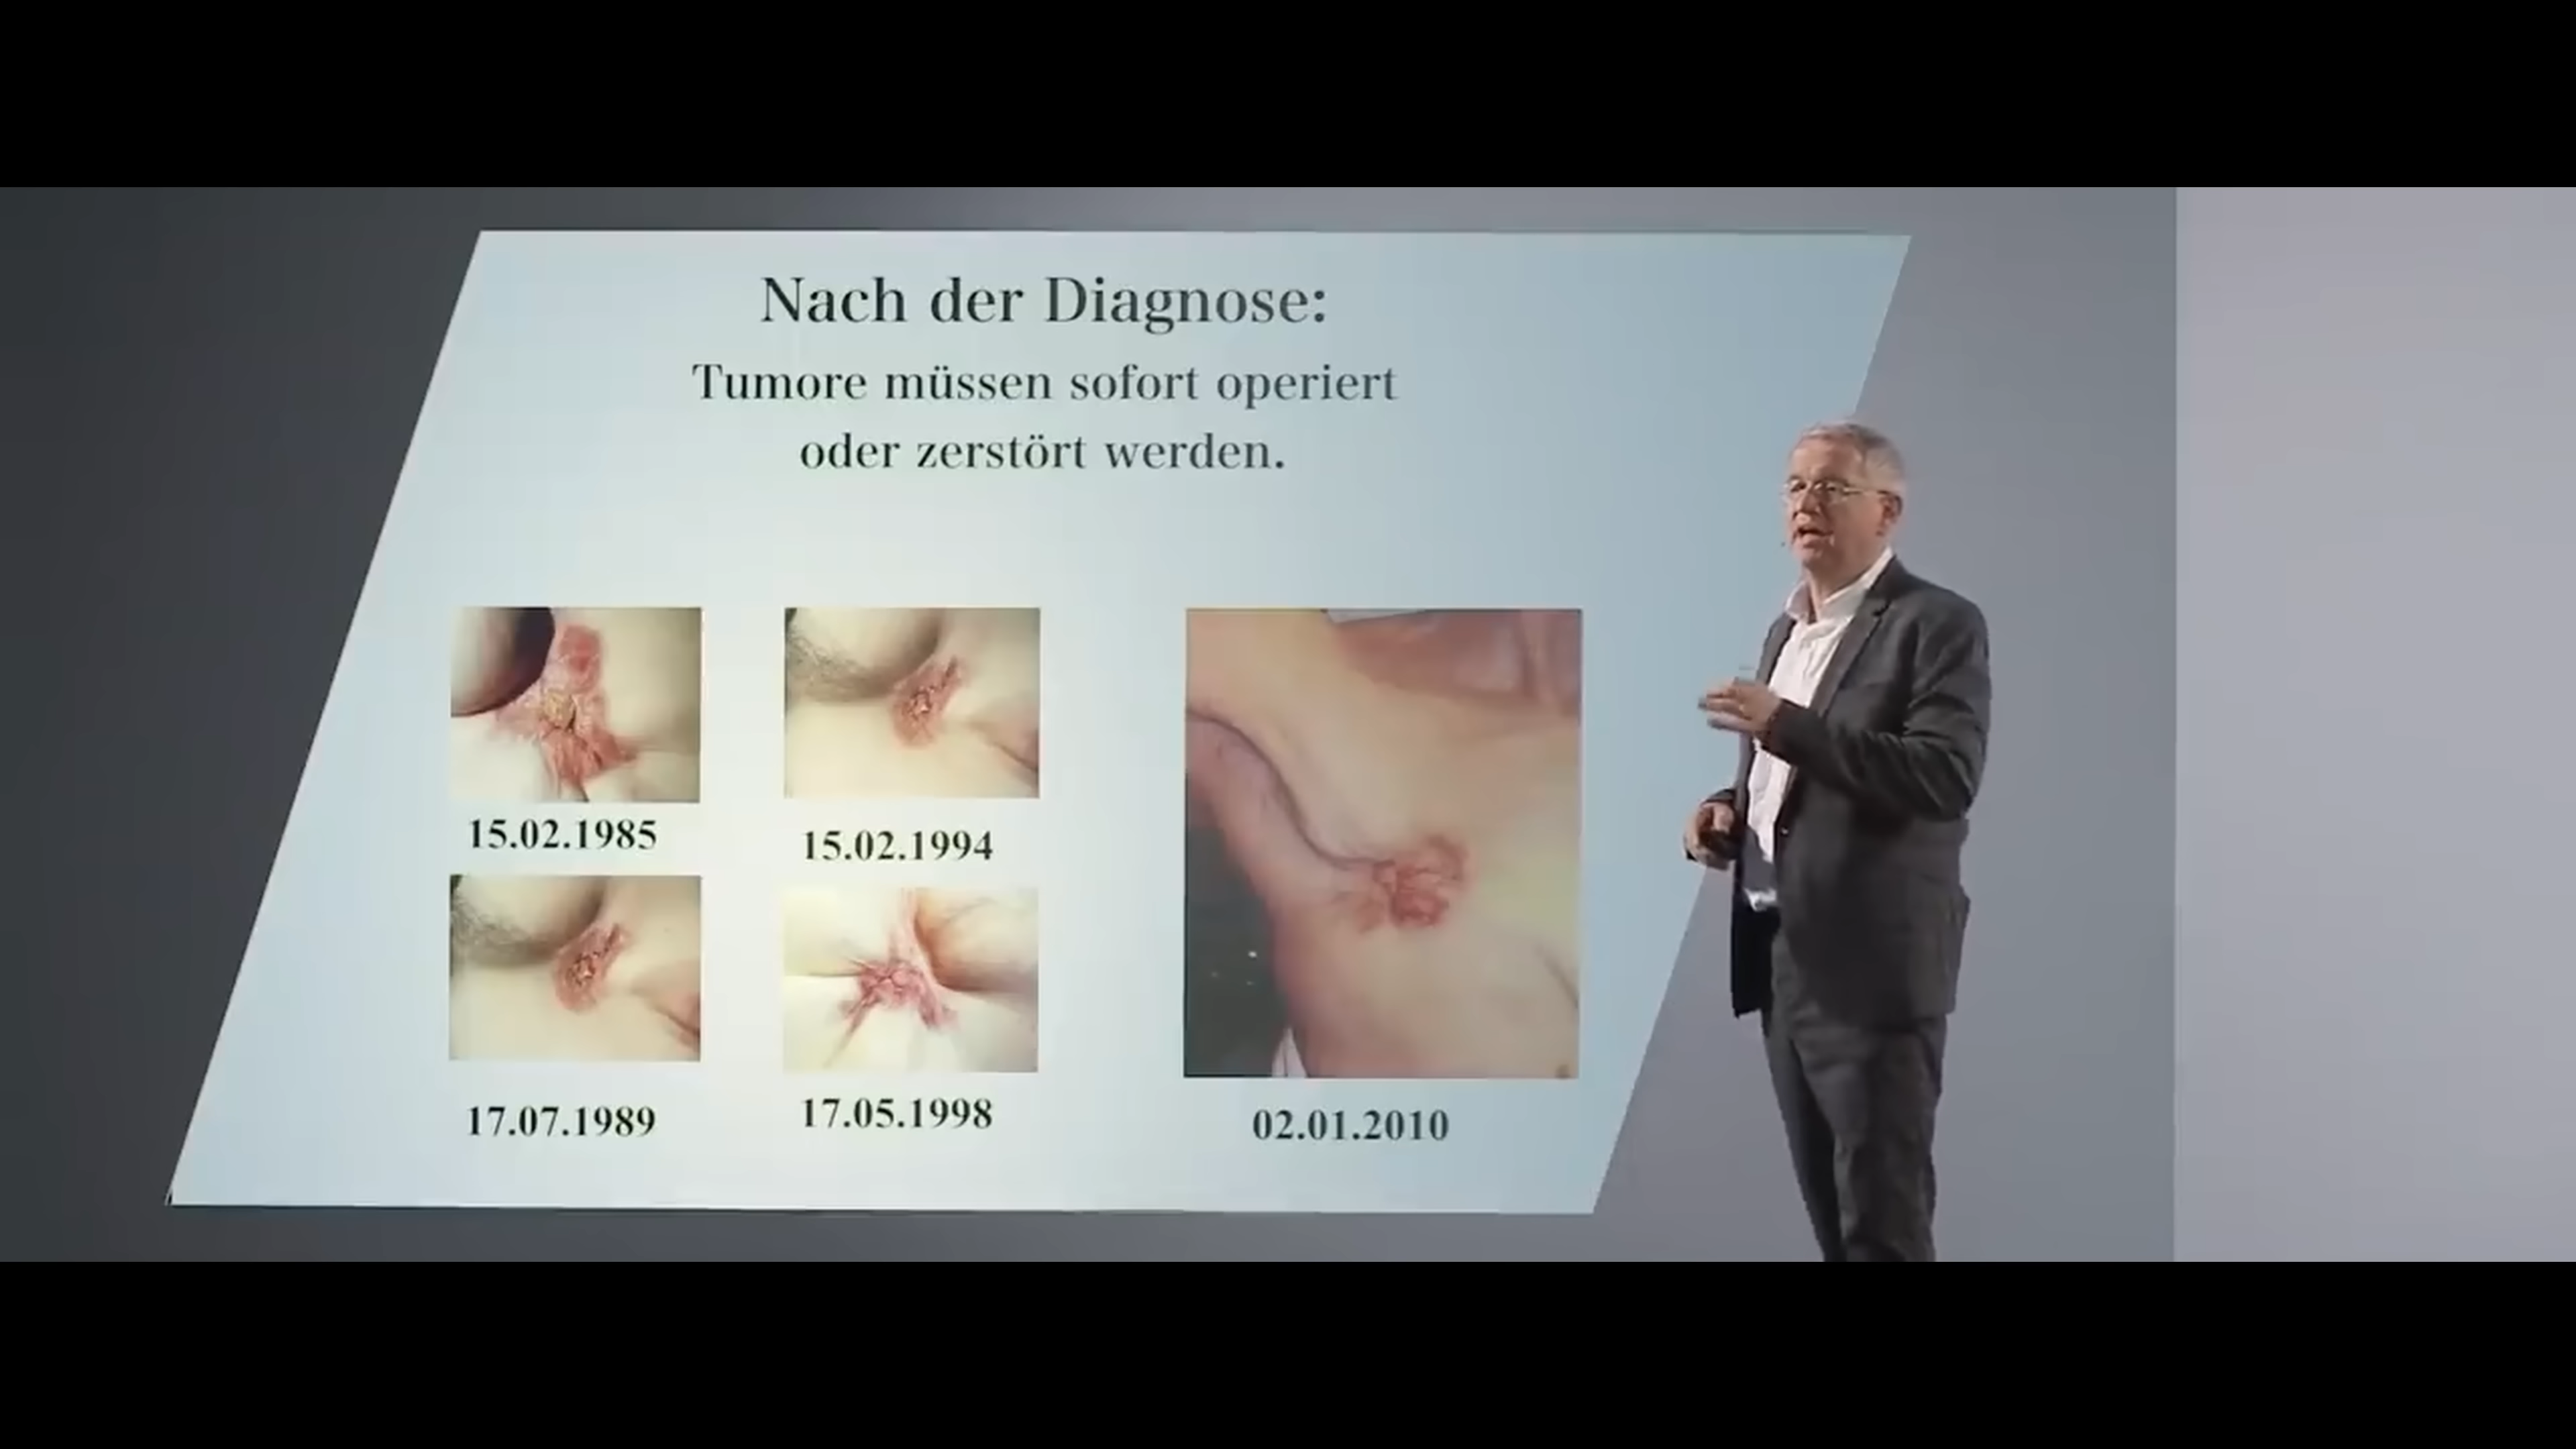 Nach der Diagnose:
Tumore müssen sofort operiert
oder zerstört werden.
15.02.1985
15.02.1994
17.07.1989
17.05.1998
02.01.2010